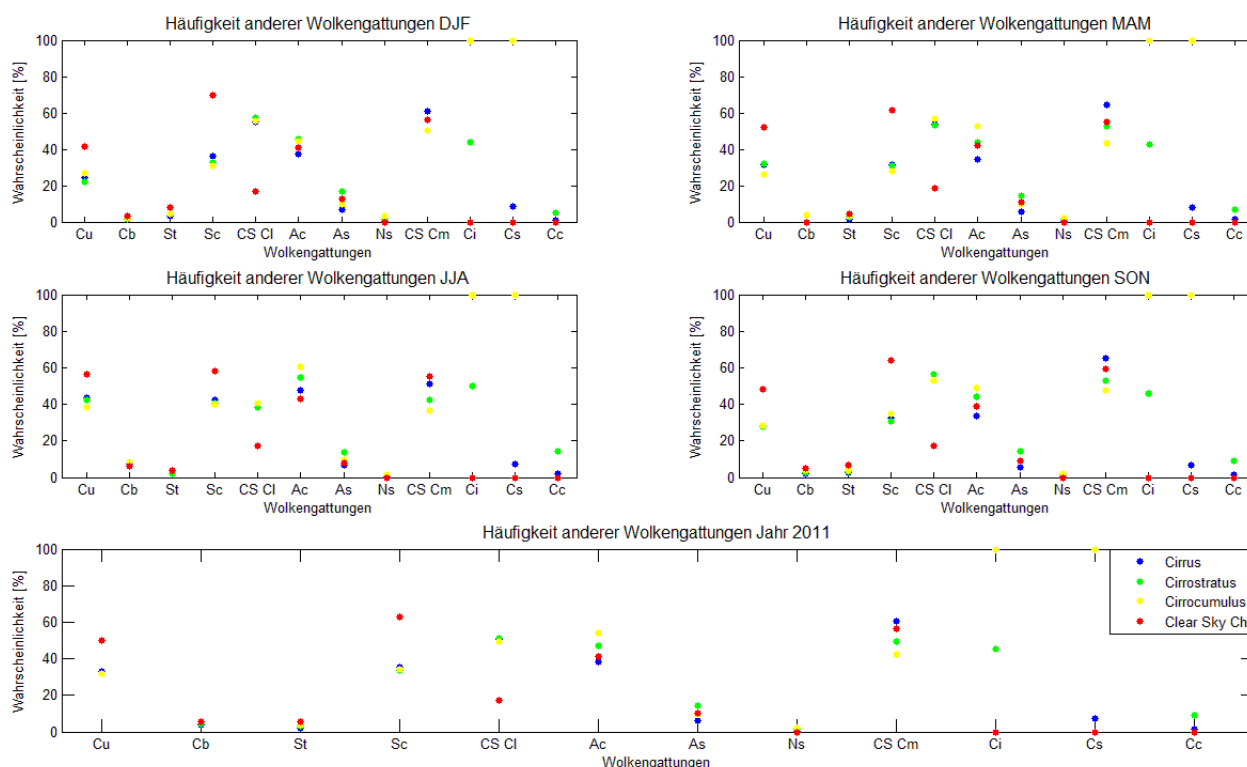 Häufigkeit anderer Wolkengattungen DJF
Wahrscheinlichkeit [%]
100
80
60
40
20
0
Cu Cb St Sc CS Cl Ac As Ns CS Cm Ci Cs Cc
Wolkengattungen
Häufigkeit anderer Wolkengattungen MAM
Wahrscheinlichkeit [%]
100
80
60
40
20
0
Cu Cb St Sc CS Cl Ac As Ns CS Cm Ci Cs Cc
Wolkengattungen
Häufigkeit anderer Wolkengattungen JJA
Wahrscheinlichkeit [%]
100
80
60
40
20
0
Cu Cb St Sc CS Cl Ac As Ns CS Cm Ci Cs Cc
Wolkengattungen
Häufigkeit anderer Wolkengattungen SON
Wahrscheinlichkeit [%]
100
80
60
40
20
0
Cu Cb St Sc CS Cl Ac As Ns CS Cm Ci Cs Cc
Wolkengattungen
Häufigkeit anderer Wolkengattungen Jahr 2011
Wahrscheinlichkeit [%]
100
80
60
40
20
0
Cu Cb St Sc CS Cl Ac As Ns CS Cm Ci Cs Cc
Wolkengattungen
Cirrus
Cirrostratus
Cirrocumulus
Clear Sky Ch